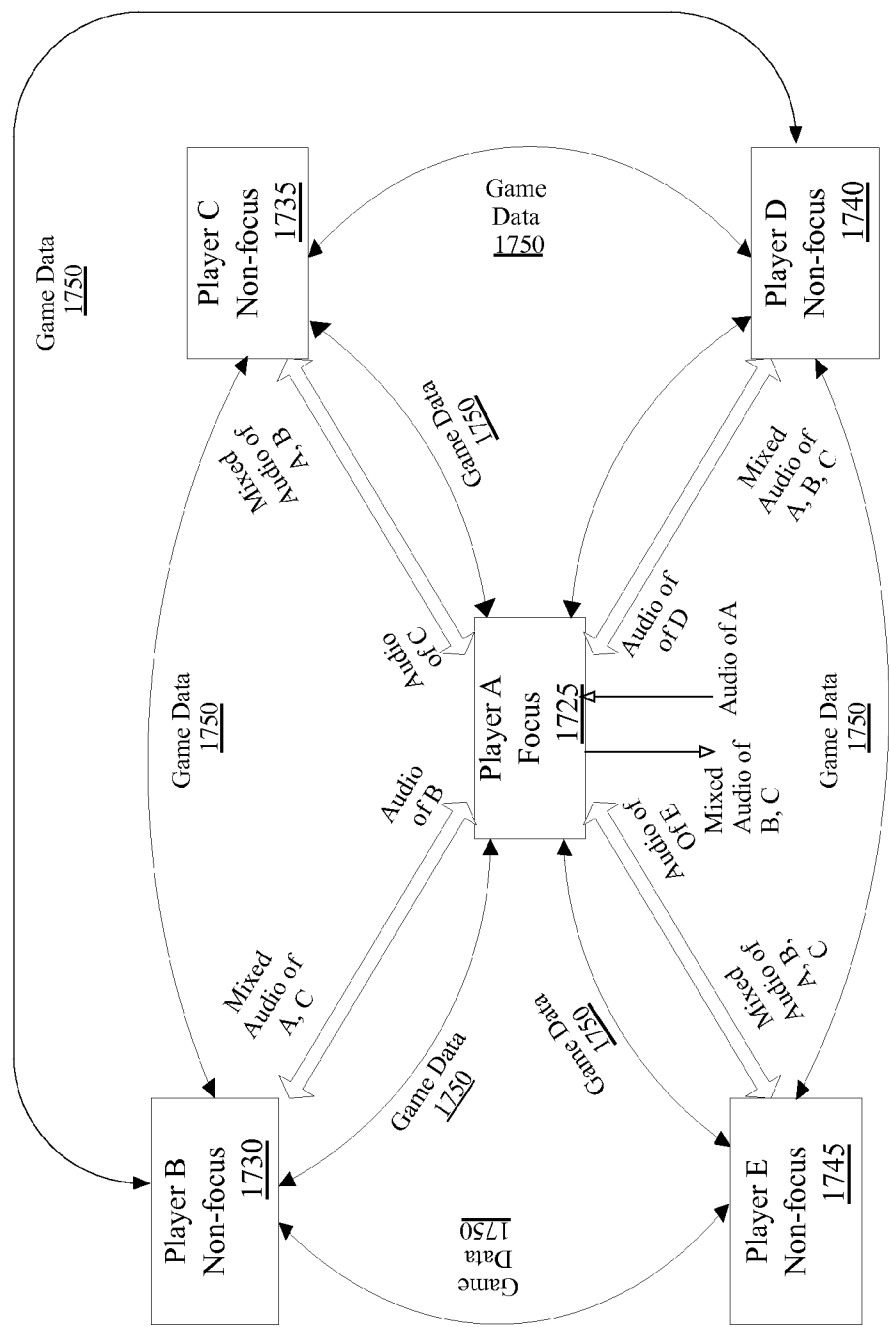 Game Data
1750
Player B
Non-focus
1730
Player C
Non-focus
1735
Game Data
1750
Mixed
Audio of
A, C
Mixed
Audio of
A, B
Audio
of B
Audio
of C
Game Data
1750
Game Data
1750
Game
Data
1750
Player A
Focus
1725
Game
Data
1750
Game Data
1750
Audio of
Of E
Mixed
Audio of
B, C
Audio of A
Audio of
of D
Mixed
Audio of
A, B,
C
Mixed
Audio of
A, B, C
Player E
Non-focus
1745
Player D
Non-focus
1740
Game Data
1750